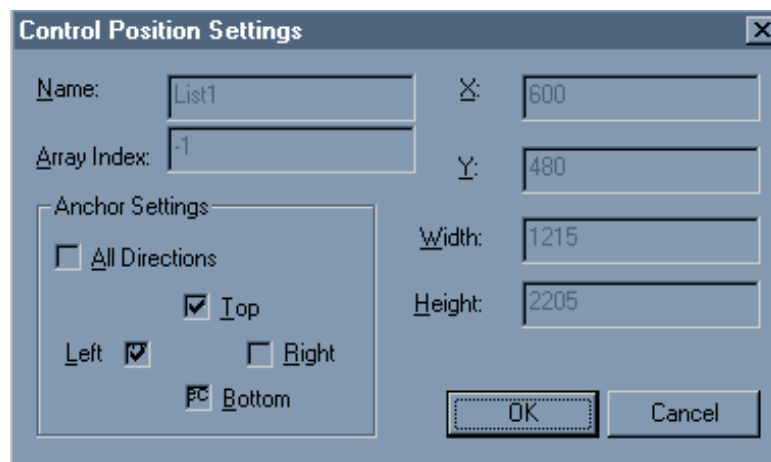 Control Position Settings
Name: List1
X: 600
Array Index: -1
Y: 480
Anchor Settings
Width: 1215
All Directions
Top
Height: 2205
Left
Right
Bottom
OK
Cancel